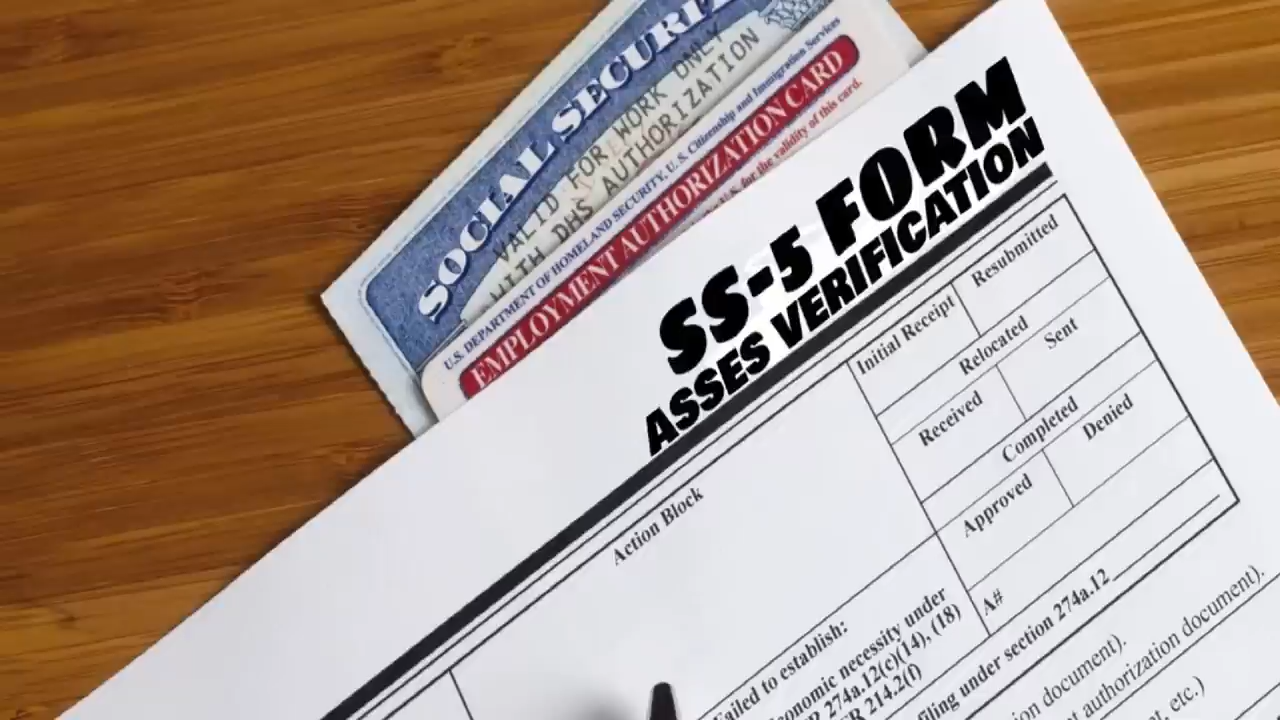 SOCIAL SECURIT
VALID FOR WORK ONLY
WITH DHS AUTHORIZATION
U.S. DEPARTMENT OF HOMELAND SECURITY, U.S. Citizenship and Immigration Services
EMPLOYMENT AUTHORIZATION CARD
for the validity of this card.
SS-5 FORM
ASSES VERIFICATION
Initial Receipt
Resubmitted
Relocated
Received
Sent
Completed
Approved
Denied
A#
Action Block
Failed to establish:
conomic necessity under
274a.12(c)(14), (18)
214.2(f)
filing under section 274a.12
document).
authorization document).
etc.)